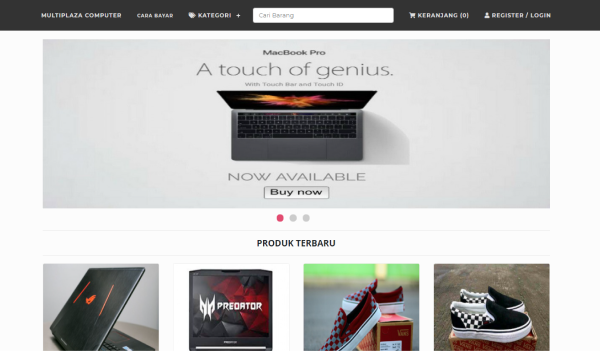 MULTIPLAZA COMPUTER
CARA BAYAR
KATEGORI +
Cari Barang
KERANJANG (0)
REGISTER / LOGIN
MacBook Pro
A touch of genius.
With Touch Bar and Touch ID
NOW AVAILABLE
Buy now
PRODUK TERBARU
PREDATOR